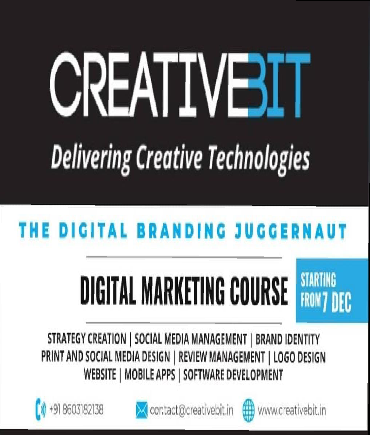 CREATIVEBIT
Delivering Creative Technologies
THE DIGITAL BRANDING JUGGERNAUT
DIGITAL MARKETING COURSE
STARTING
FROM 7 DEC
STRATEGY CREATION | SOCIAL MEDIA MANAGEMENT | BRAND IDENTITY
PRINT AND SOCIAL MEDIA DESIGN | REVIEW MANAGEMENT | LOGO DESIGN
WEBSITE | MOBILE APPS | SOFTWARE DEVELOPMENT
+91 8603182138 contact@creativebit.in www.creativebit.in